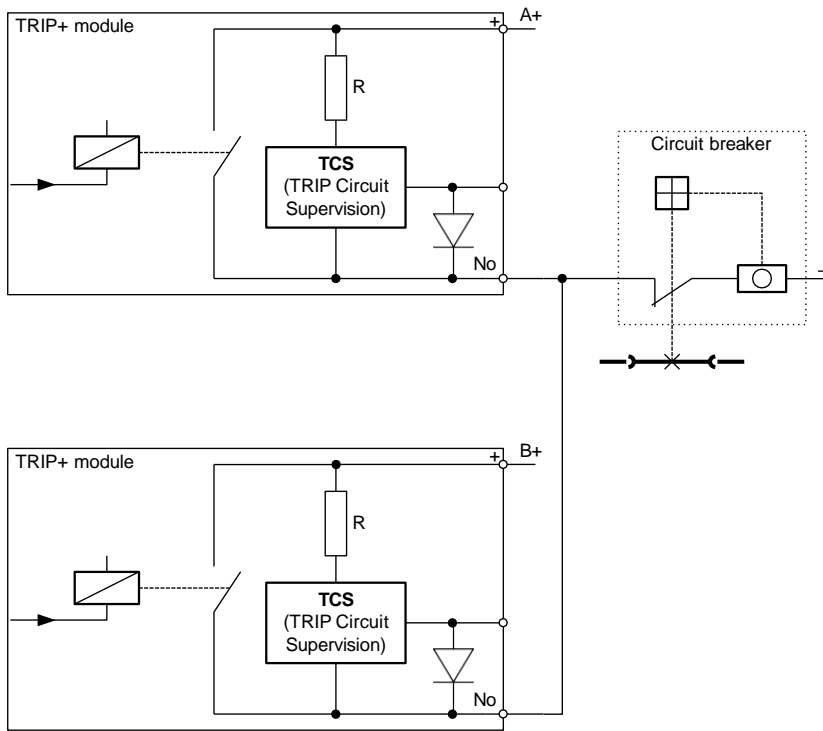 TRIP+ module
+
A+
R
TCS
(TRIP Circuit
Supervision)
No
Circuit breaker
-
TRIP+ module
+
B+
R
TCS
(TRIP Circuit
Supervision)
No